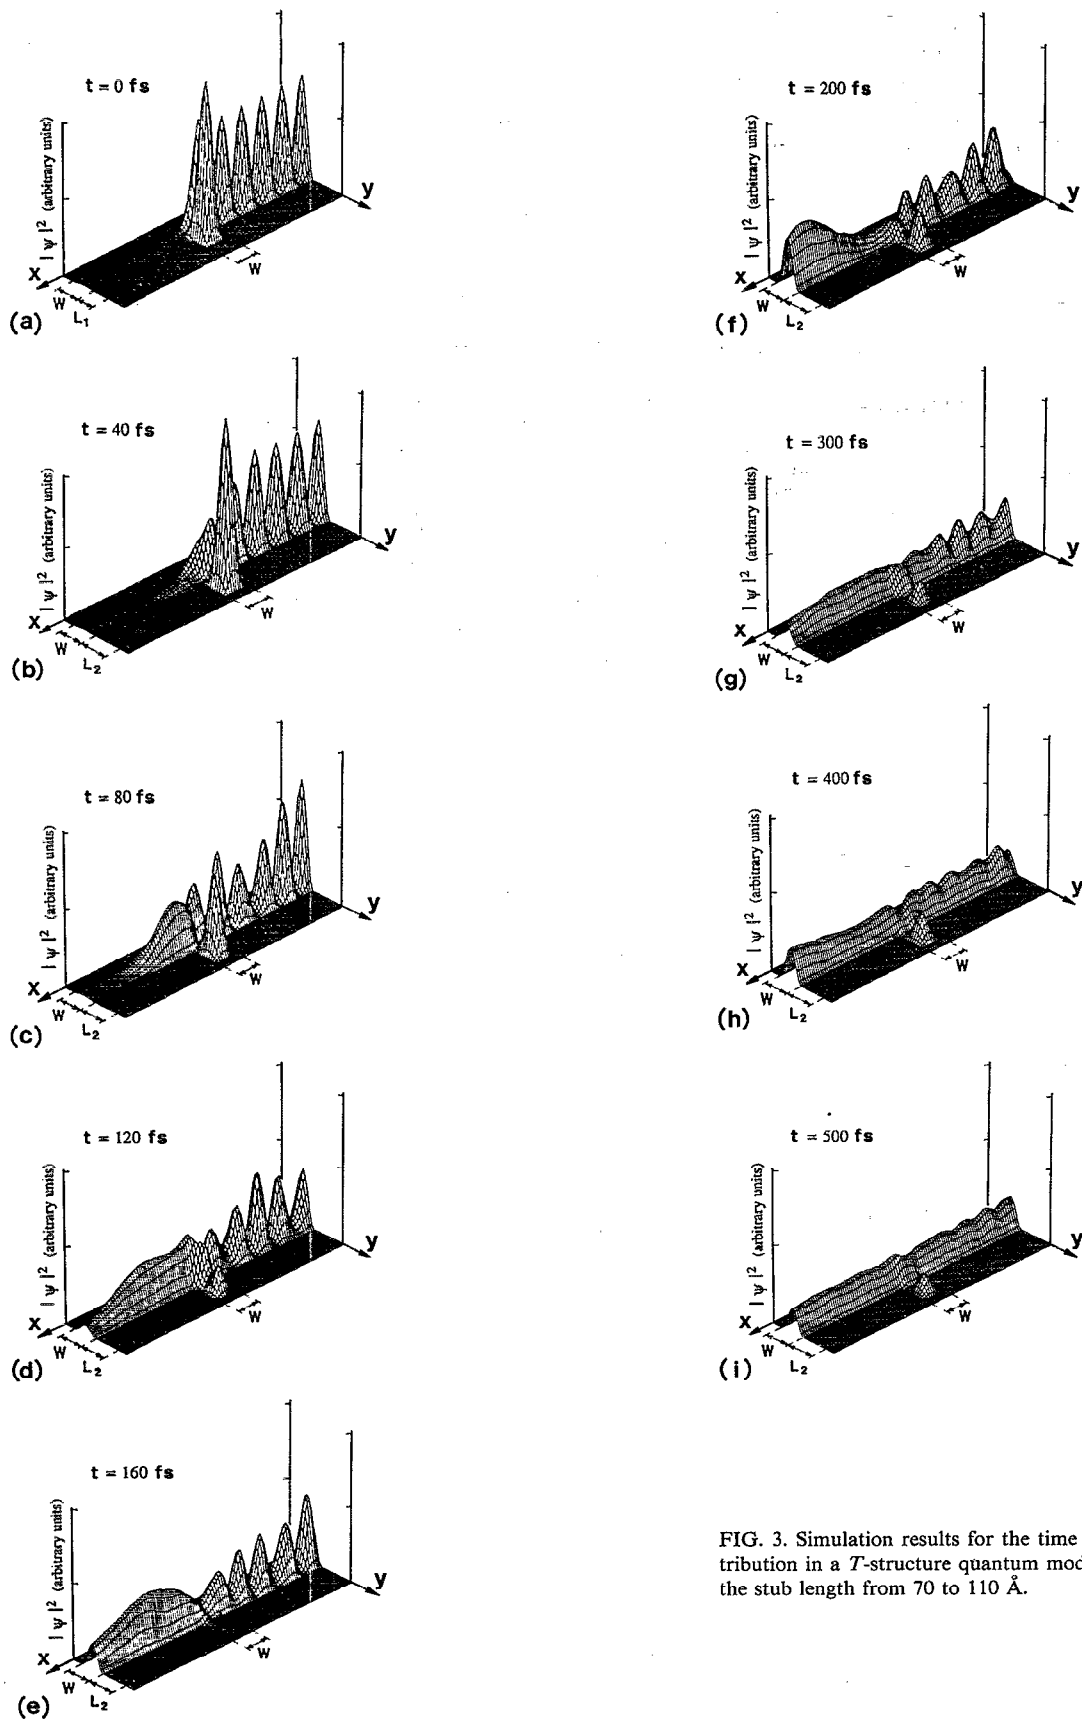 t = 0 fs
| ψ |² (arbitrary units)
X
y
W
W
L₁
(a)
t = 40 fs
| ψ |² (arbitrary units)
X
y
W
W
L₂
(b)
t = 80 fs
| ψ |² (arbitrary units)
X
y
W
W
L₂
(c)
t = 120 fs
| ψ |² (arbitrary units)
X
y
W
W
L₂
(d)
t = 160 fs
| ψ |² (arbitrary units)
X
y
W
W
L₂
(e)
t = 200 fs
| ψ |² (arbitrary units)
X
y
W
W
L₂
(f)
t = 300 fs
| ψ |² (arbitrary units)
X
y
W
W
L₂
(g)
t = 400 fs
| ψ |² (arbitrary units)
X
y
W
W
L₂
(h)
t = 500 fs
| ψ |² (arbitrary units)
X
y
W
W
L₂
(i)
FIG. 3. Simulation results for the time
tribution in a T-structure quantum mod
the stub length from 70 to 110 Å.